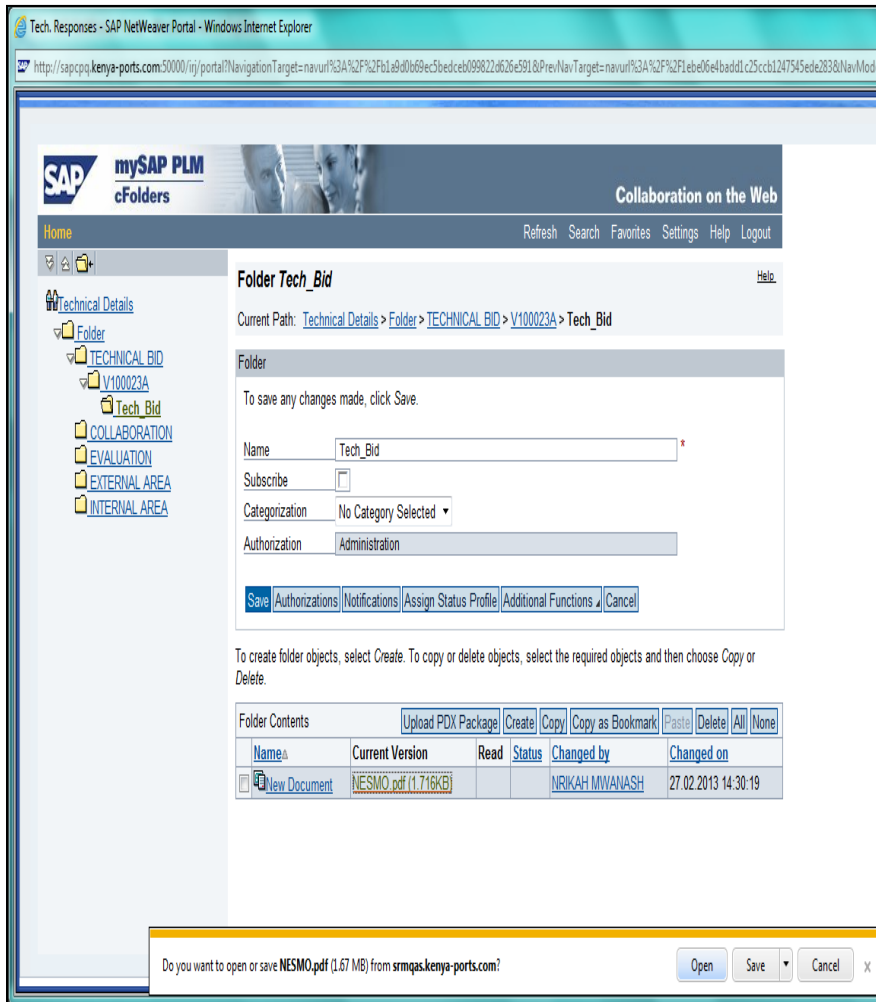 Tech. Responses - SAP NetWeaver Portal - Windows Internet Explorer
http://sapcpq.kenya-ports.com:50000/irj/portal?NavigationTarget=navurl%3A%2F%2Fb1a9d0b69ec5bedceb099822d626e591&PrevNavTarget=navurl%3A%2F%2F1ebe06e4badd1c25ccb1247545ede283&NavMod
SAP
mySAP PLM
cFolders
Collaboration on the Web
Home Refresh Search Favorites Settings Help Logout
Technical Details
Folder
TECHNICAL BID
V100023A
Tech_Bid
COLLABORATION
EVALUATION
EXTERNAL AREA
INTERNAL AREA
Folder Tech_Bid Help
Current Path: Technical Details > Folder > TECHNICAL BID > V100023A > Tech_Bid
Folder
To save any changes made, click Save.
Name Tech_Bid *
Subscribe
Categorization No Category Selected
Authorization Administration
Save Authorizations Notifications Assign Status Profile Additional Functions Cancel
To create folder objects, select Create. To copy or delete objects, select the required objects and then choose Copy or
Delete.
Folder Contents Upload PDX Package Create Copy Copy as Bookmark Paste Delete All None
Name Current Version Read Status Changed by Changed on
New Document NESMO.pdf (1.716KB) NRIKAH MWANASH 27.02.2013 14:30:19
Do you want to open or save NESMO.pdf (1.67 MB) from srmqas.kenya-ports.com? Open Save Cancel x